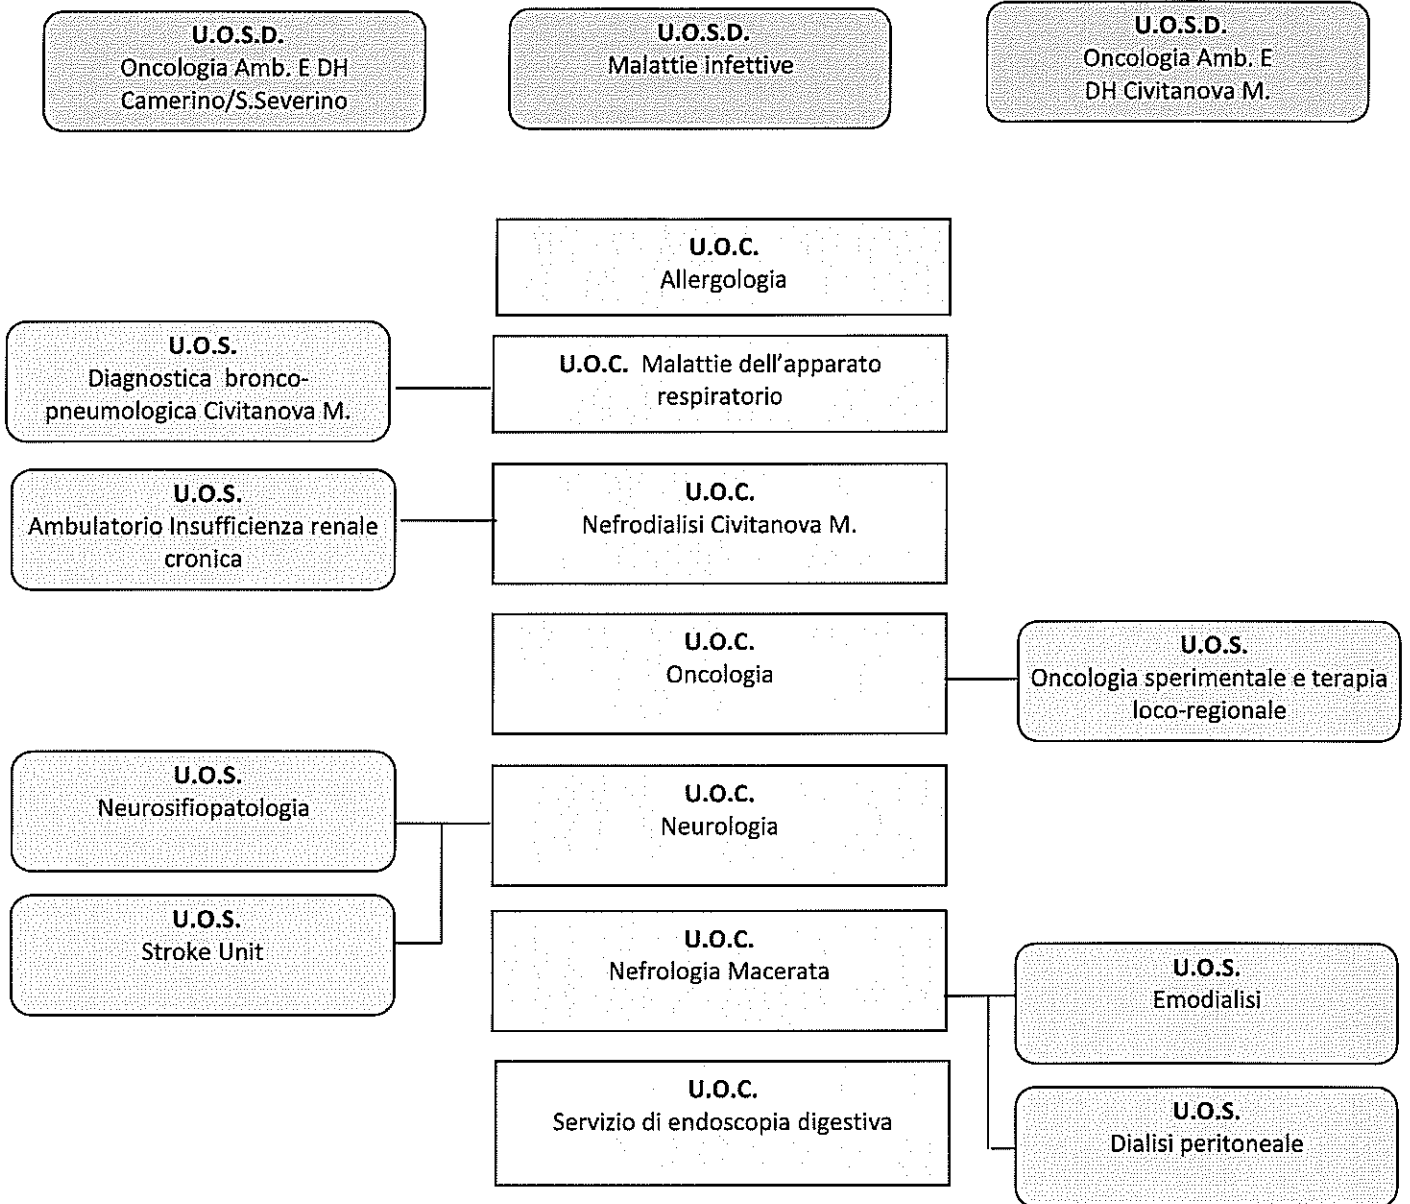 U.O.S.D.
Oncologia Amb. E DH
Camerino/S.Severino
U.O.S.D.
Malattie infettive
U.O.S.D.
Oncologia Amb. E
DH Civitanova M.
U.O.C.
Allergologia
U.O.S.
Diagnostica bronco-
pneumologica Civitanova M.
U.O.C. Malattie dell'apparato
respiratorio
U.O.S.
Ambulatorio Insufficienza renale
cronica
U.O.C.
Nefrodialisi Civitanova M.
U.O.C.
Oncologia
U.O.S.
Oncologia sperimentale e terapia
loco-regionale
U.O.S.
Neurosifiopatologia
U.O.C.
Neurologia
U.O.S.
Stroke Unit
U.O.C.
Nefrologia Macerata
U.O.S.
Emodialisi
U.O.C.
Servizio di endoscopia digestiva
U.O.S.
Dialisi peritoneale